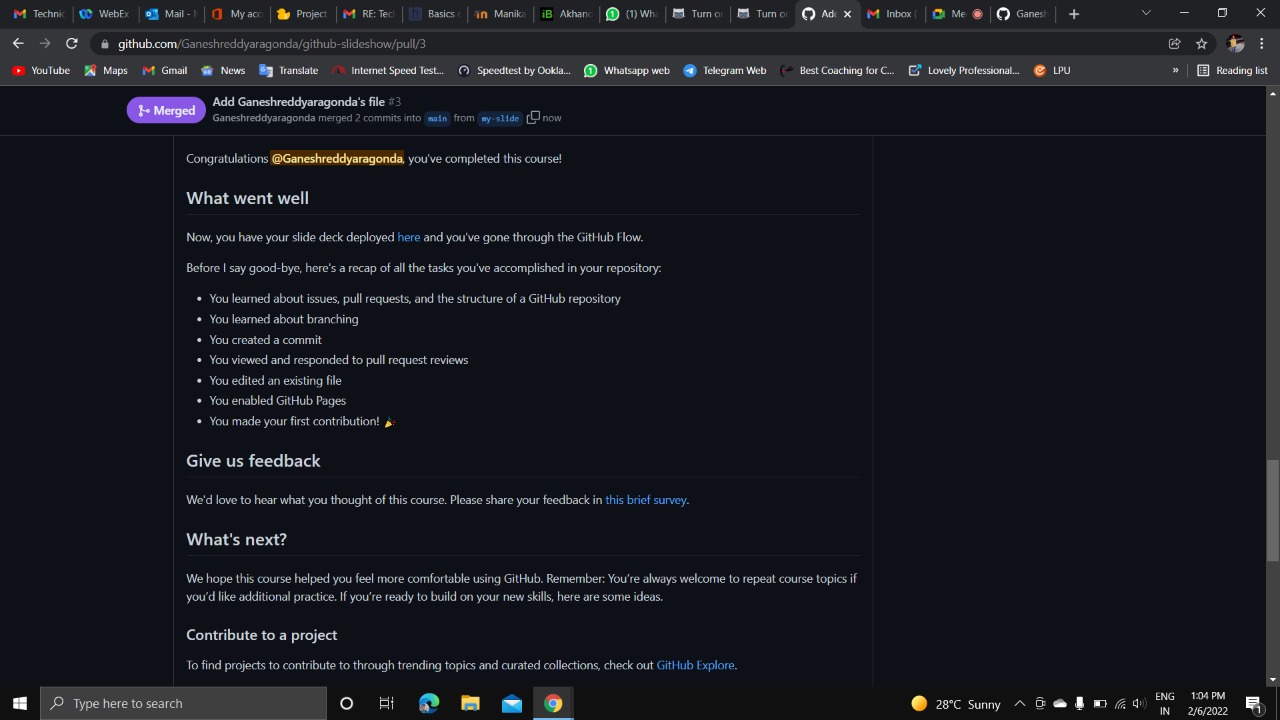 Technic
WebEx
Mail -
My acc
Project
RE: Tec
Basics
Manika
Akhand
(1) Wha
Turn on
Turn on
Add
Inbox (
Me
Ganesh
github.com/Ganeshreddyaragonda/github-slideshow/pull/3
YouTube
Maps
Gmail
News
Translate
Internet Speed Test...
Speedtest by Ookla...
Whatsapp web
Telegram Web
Best Coaching for C...
Lovely Professional...
LPU
»
Reading list
Merged
Add Ganeshreddyaragonda's file #3
Ganeshreddyaragonda merged 2 commits into main from my-slide now
Congratulations @Ganeshreddyaragonda, you've completed this course!
What went well
Now, you have your slide deck deployed here and you've gone through the GitHub Flow.
Before I say good-bye, here's a recap of all the tasks you've accomplished in your repository:
• You learned about issues, pull requests, and the structure of a GitHub repository
• You learned about branching
• You created a commit
• You viewed and responded to pull request reviews
• You edited an existing file
• You enabled GitHub Pages
• You made your first contribution! 🎉
Give us feedback
We'd love to hear what you thought of this course. Please share your feedback in this brief survey.
What's next?
We hope this course helped you feel more comfortable using GitHub. Remember: You're always welcome to repeat course topics if
you'd like additional practice. If you're ready to build on your new skills, here are some ideas.
Contribute to a project
To find projects to contribute to through trending topics and curated collections, check out GitHub Explore.
Type here to search
28°C Sunny
ENG
IN
1:04 PM
2/6/2022
1